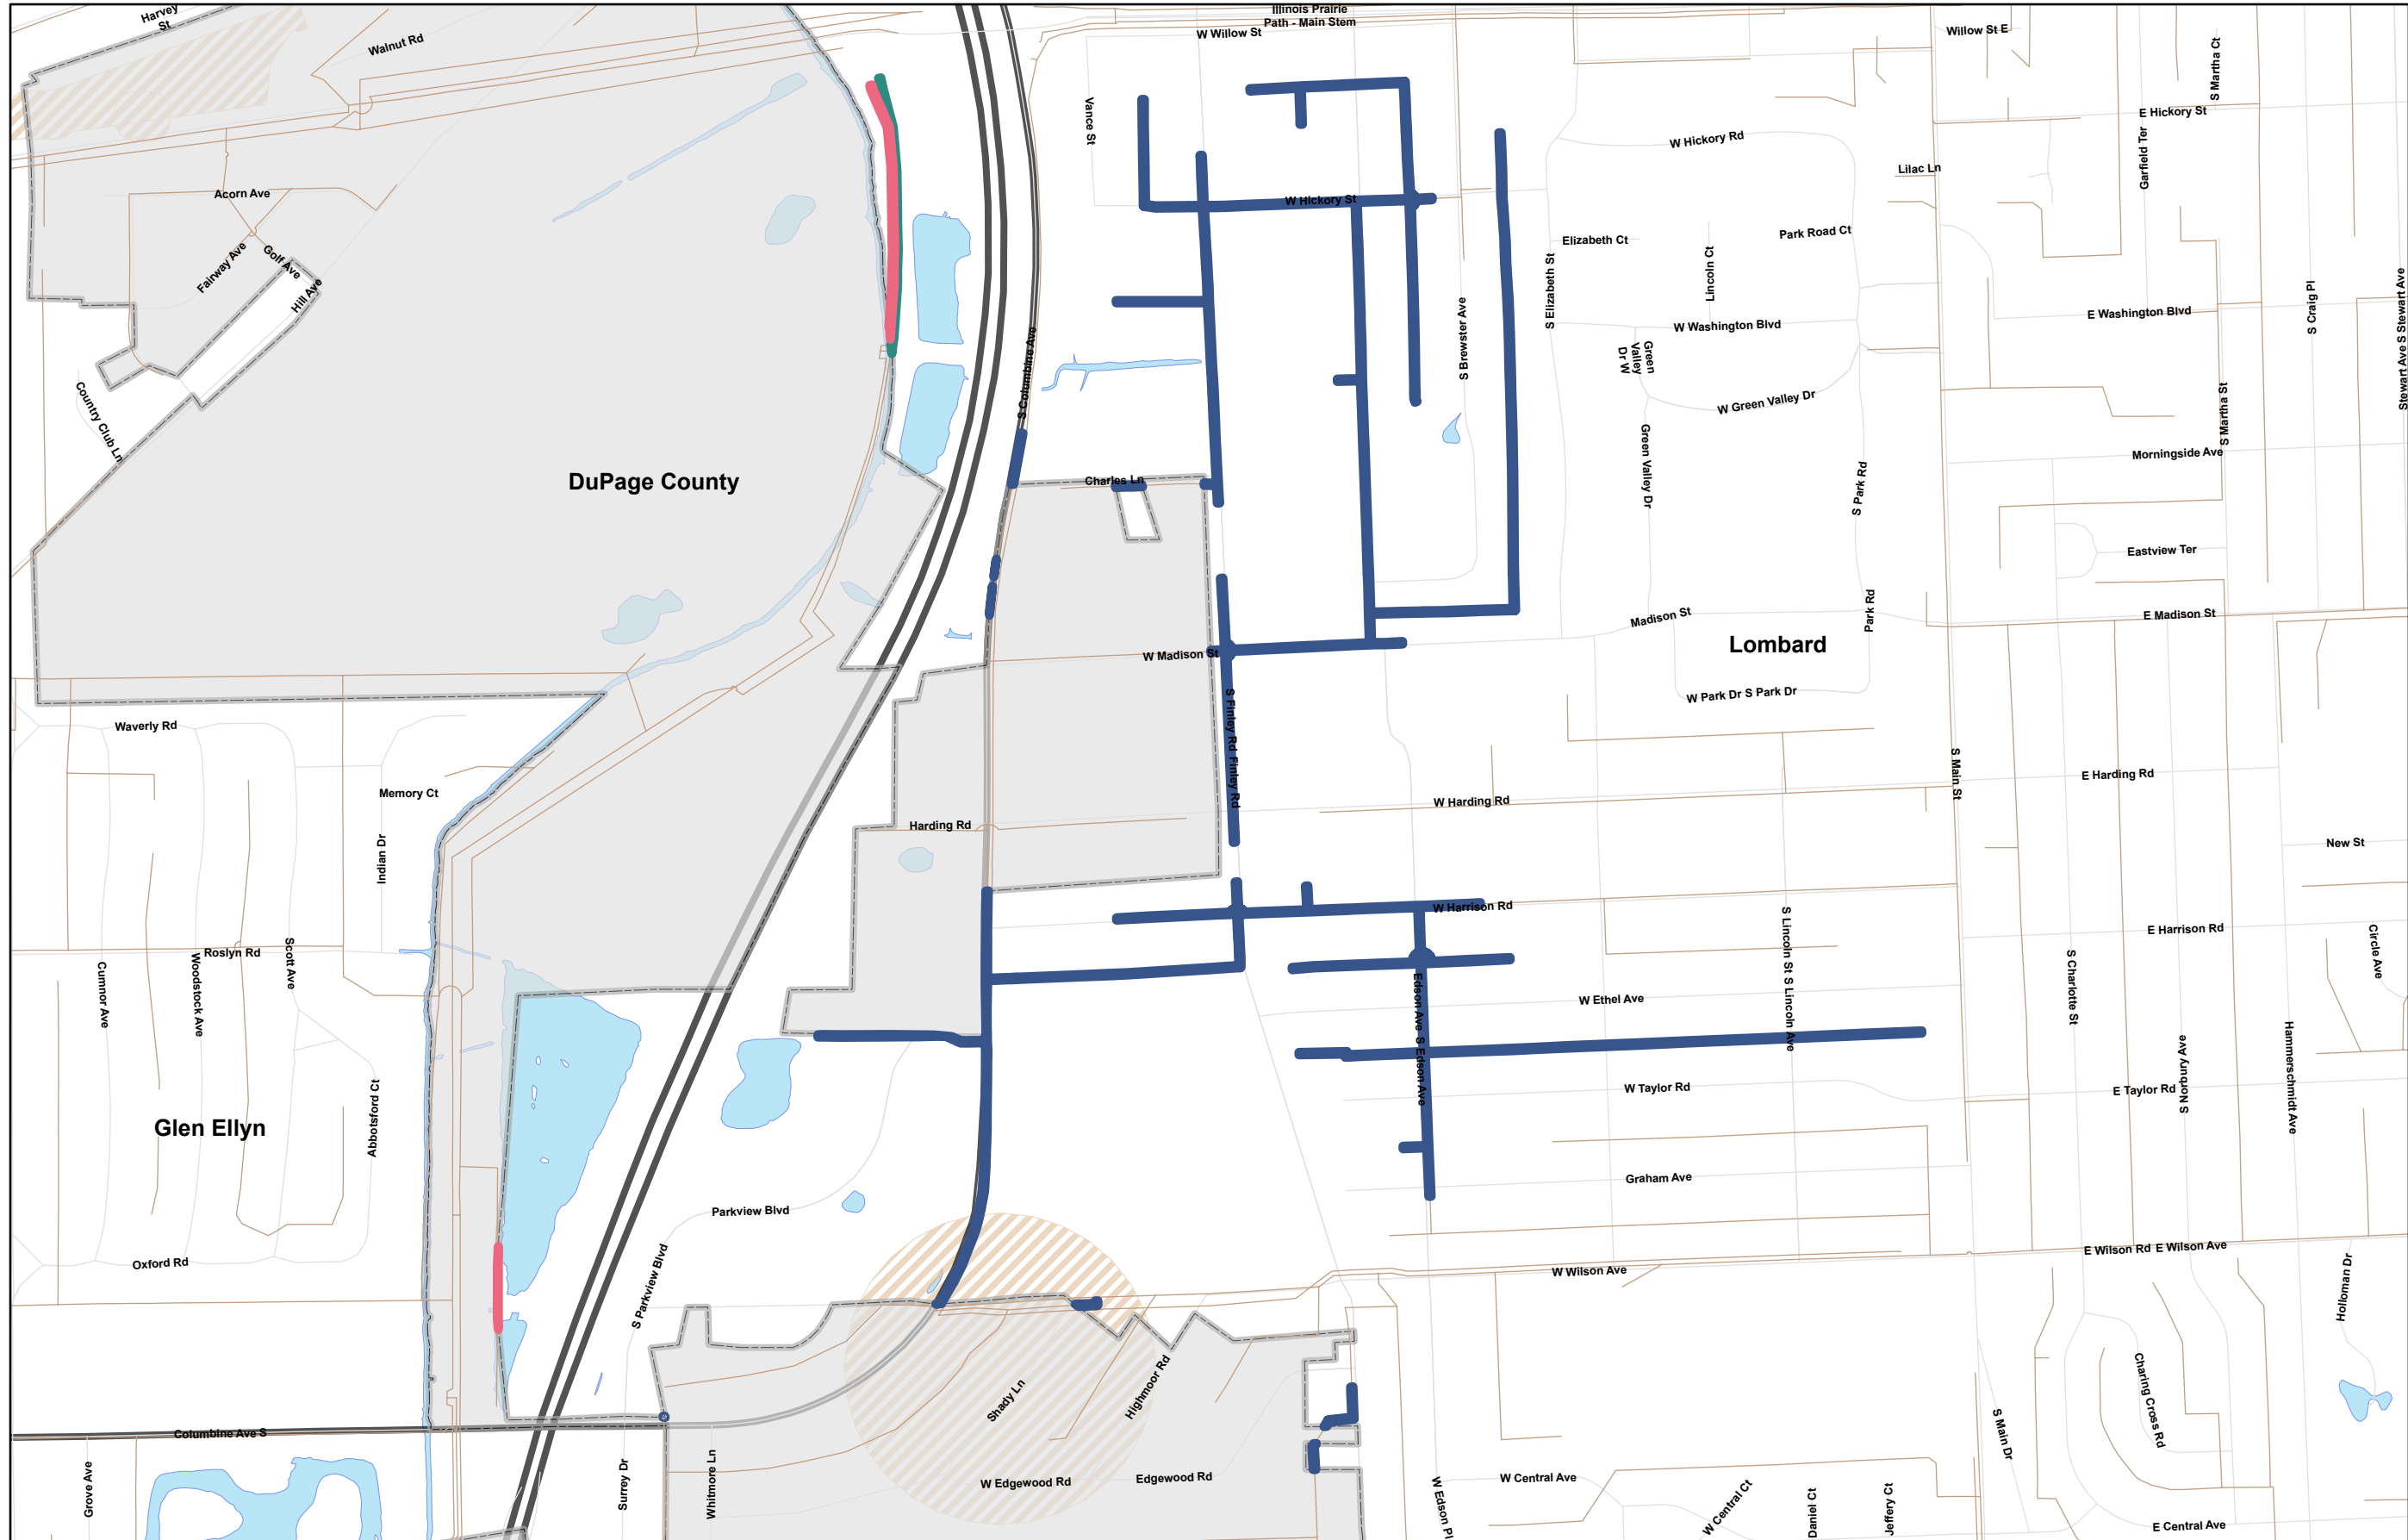 Harvey
St
Walnut Rd
Illinois Prairie
Path - Main Stem
W Willow St
Willow St E
S Martha Ct
Vance St
E Hickory St
Garfield Ter
W Hickory Rd
Lilac Ln
Acorn Ave
W Hickory St
Fairway Ave
Golf Ave
Hill Ave
Elizabeth Ct
Lincoln Ct
Park Road Ct
S Elizabeth St
S Brewster Ave
S Columbine Ave
W Washington Blvd
E Washington Blvd
S Craig Pl
Stewart Ave S Stewart Ave
Green
Valley
Dr W
W Green Valley Dr
Country Club Ln
S Martha St
Green Valley Dr
S Park Rd
Morningside Ave
DuPage County
Charles Ln
Eastview Ter
Madison St
Park Rd
E Madison St
Lombard
W Madison St
S Finley Rd Finley Rd
W Park Dr S Park Dr
Waverly Rd
S Main St
E Harding Rd
Memory Ct
W Harding Rd
Harding Rd
Indian Dr
New St
W Harrison Rd
E Harrison Rd
Circle Ave
S Lincoln St S Lincoln Ave
S Charlotte St
Roslyn Rd
Cumnor Ave
Woodstock Ave
Scott Ave
W Ethel Ave
Edson Ave S Edson Ave
Hammerschmidt Ave
S Norbury Ave
W Taylor Rd
E Taylor Rd
Glen Ellyn
Abbotsford Ct
Graham Ave
Parkview Blvd
S Parkview Blvd
Oxford Rd
E Wilson Rd E Wilson Ave
W Wilson Ave
Holloman Dr
Shady Ln
Highmoor Rd
Charing Cross Rd
S Main Dr
Columbine Ave S
Grove Ave
Surrey Dr
Whitmore Ln
W Edgewood Rd
Edgewood Rd
W Edson Pl
W Central Ave
W Central Ct
Daniel Ct
Jeffery Ct
E Central Ave